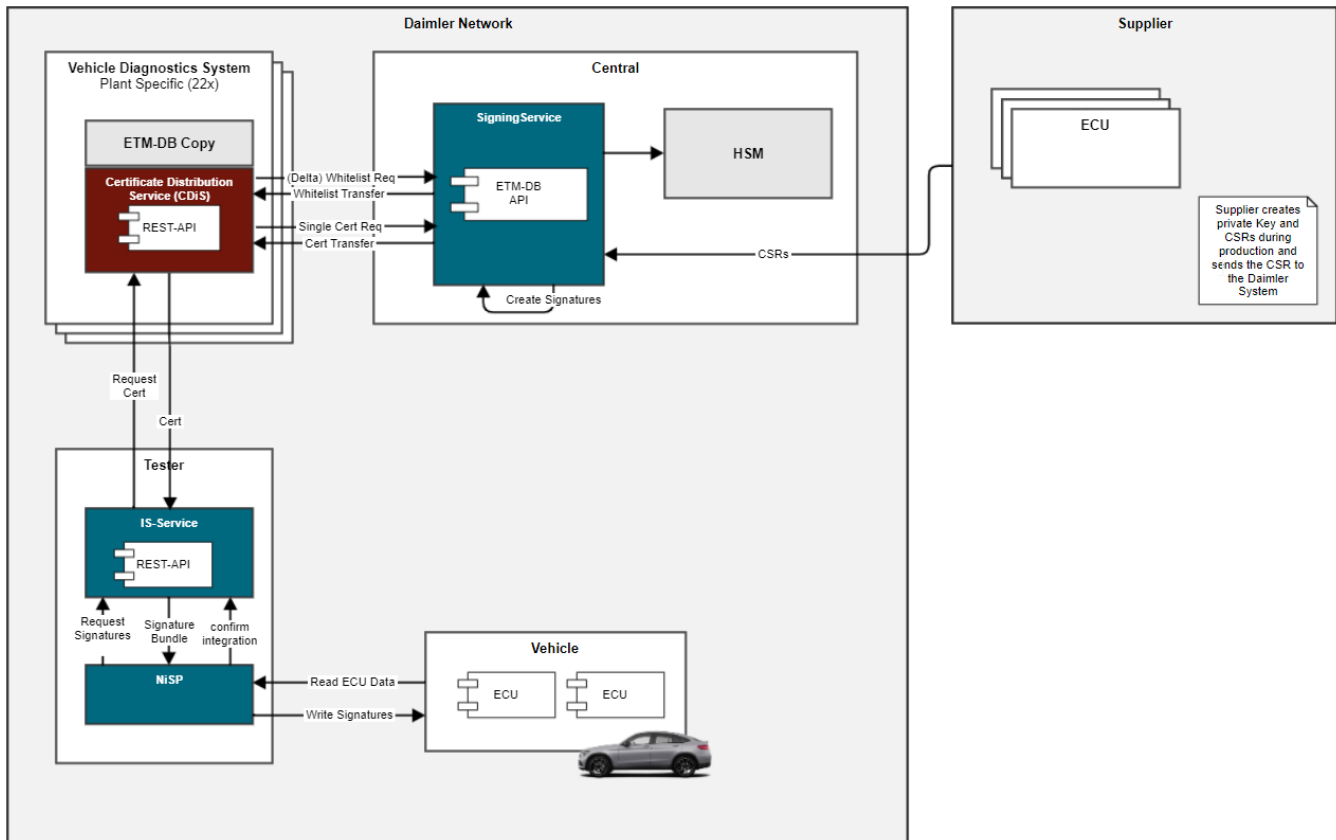 Daimler Network
Supplier
Vehicle Diagnostics System
Plant Specific (22x)
ETM-DB Copy
Certificate Distribution
Service (CDiS)
REST-API
(Delta) Whitelist Req
Whitelist Transfer
Single Cert Req
Cert Transfer
Central
SigningService
ETM-DB
API
Create Signatures
HSM
CSRs
ECU
Supplier creates
private Key and
CSRs during
production and
sends the CSR to
the Daimler
System
Request
Cert
Cert
Tester
IS-Service
REST-API
Request
Signatures
Signature
Bundle
confirm
integration
NiSP
Read ECU Data
Write Signatures
Vehicle
ECU
ECU